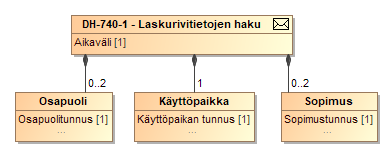 DH-740-1 - Laskurivitietojen haku
Aikaväli [1]
0..2
1
0..2
Osapuoli
Osapuolitunnus [1]
...
Käyttöpaikka
Käyttöpaikan tunnus [1]
...
Sopimus
Sopimustunnus [1]
...